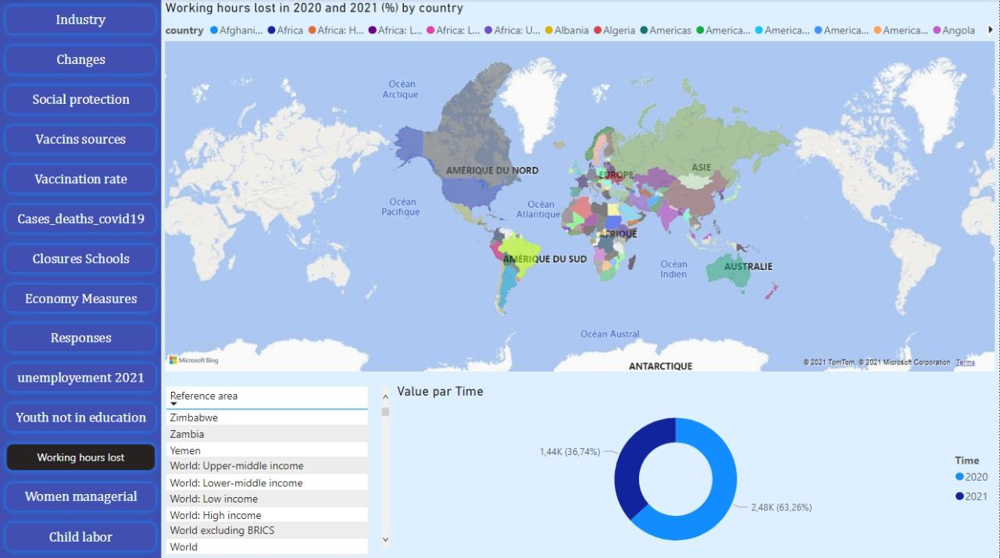 Industry
Changes
Social protection
Vaccins sources
Vaccination rate
Cases_deaths_covid19
Closures Schools
Economy Measures
Responses
unemployement 2021
Youth not in education
Working hours lost
Women managerial
Child labor
Working hours lost in 2020 and 2021 (%) by country
country Afghani... Africa Africa: H... Africa: L... Africa: L... Africa: U... Albania Algeria Americas America... America... America... America... Angola
Océan
Arctique
AMÉRIQUE DU NORD
ASIE
EUROPE
Océan
Pacifique
Océan
Atlantique
AFRIQUE
AMÉRIQUE DU SUD
Océan
Indien
AUSTRALIE
Océan Austral
ANTARCTIQUE
Microsoft Bing
© 2021 TomTom, © 2021 Microsoft Corporation Terms
Reference area
Zimbabwe
Zambia
Yemen
World: Upper-middle income
World: Lower-middle income
World: Low income
World: High income
World excluding BRICS
World
Value par Time
1,44K (36,74%)
2,48K (63,26%)
Time
2020
2021